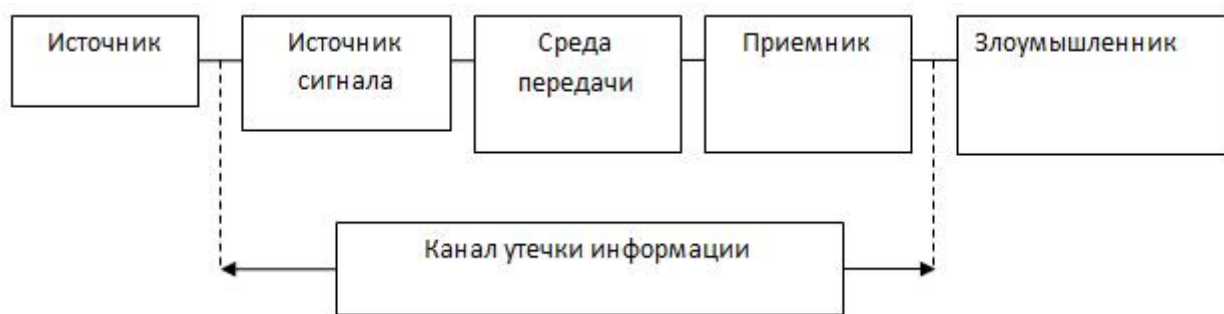 Источник
Источник
сигнала
Среда
передачи
Приемник
Злоумышленник
Канал утечки информации